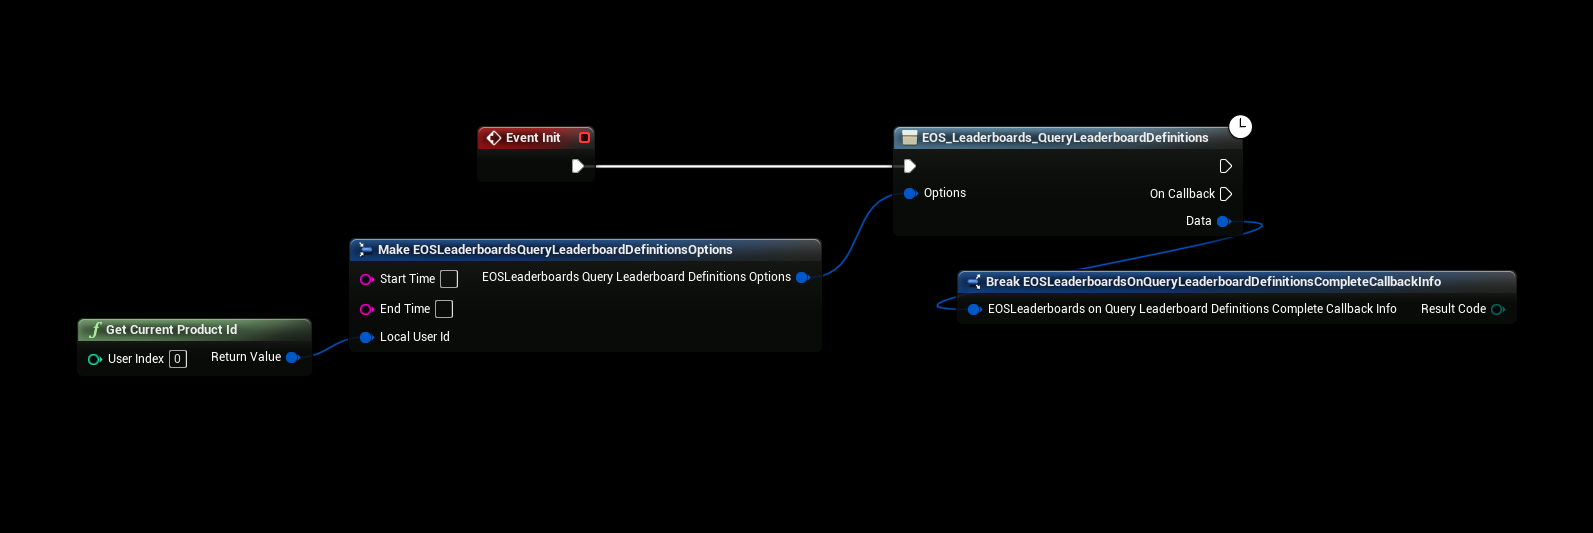 Event Init
EOS_Leaderboards_QueryLeaderboardDefinitions
Options
On Callback
Data
Make EOSLeaderboardsQueryLeaderboardDefinitionsOptions
Start Time
EOSLeaderboards Query Leaderboard Definitions Options
End Time
Local User Id
Break EOSLeaderboardsOnQueryLeaderboardDefinitionsCompleteCallbackInfo
EOSLeaderboards on Query Leaderboard Definitions Complete Callback Info
Result Code
f Get Current Product Id
User Index 0
Return Value